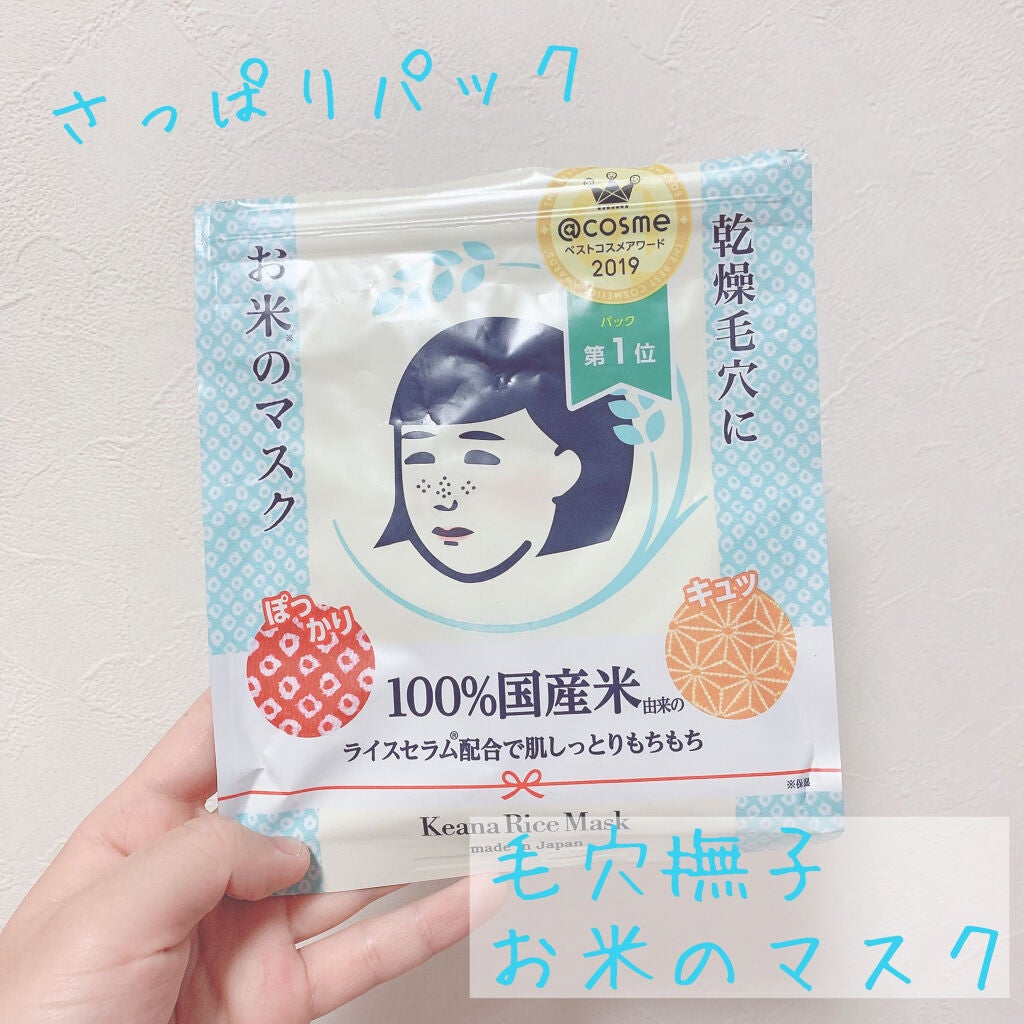 さっぱりパック
@cosme
ベストコスメアワード
2019
パック
第1位
乾燥毛穴に
お米※のマスク
ぽっかり
キュッ
100%国産米由来の
ライスセラム®配合で肌しっとりもちもち
※保湿
Keana Rice Mask
made in Japan
毛穴撫子
お米のマスク